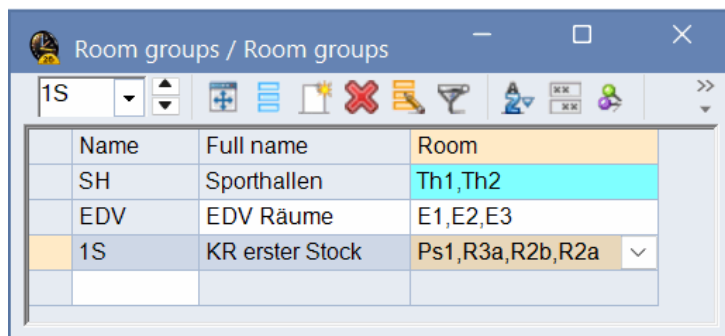 Room groups / Room groups
1S
Name Full name Room
SH Sporthallen Th1,Th2
EDV EDV Räume E1,E2,E3
1S KR erster Stock Ps1,R3a,R2b,R2a